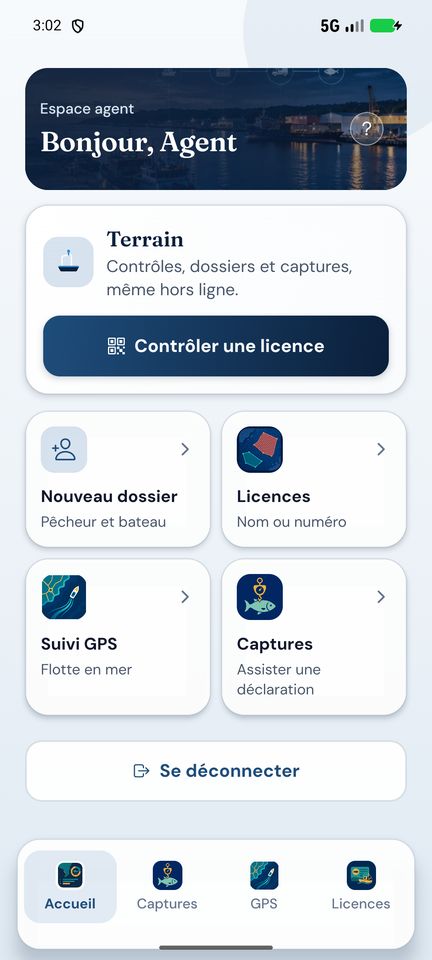 3:02
5G
Espace agent
Bonjour, Agent
?
Terrain
Contrôles, dossiers et captures,
même hors ligne.
Contrôler une licence
Nouveau dossier
Pêcheur et bateau
Licences
Nom ou numéro
Suivi GPS
Flotte en mer
Captures
Assister une
déclaration
Se déconnecter
Accueil
Captures
GPS
Licences